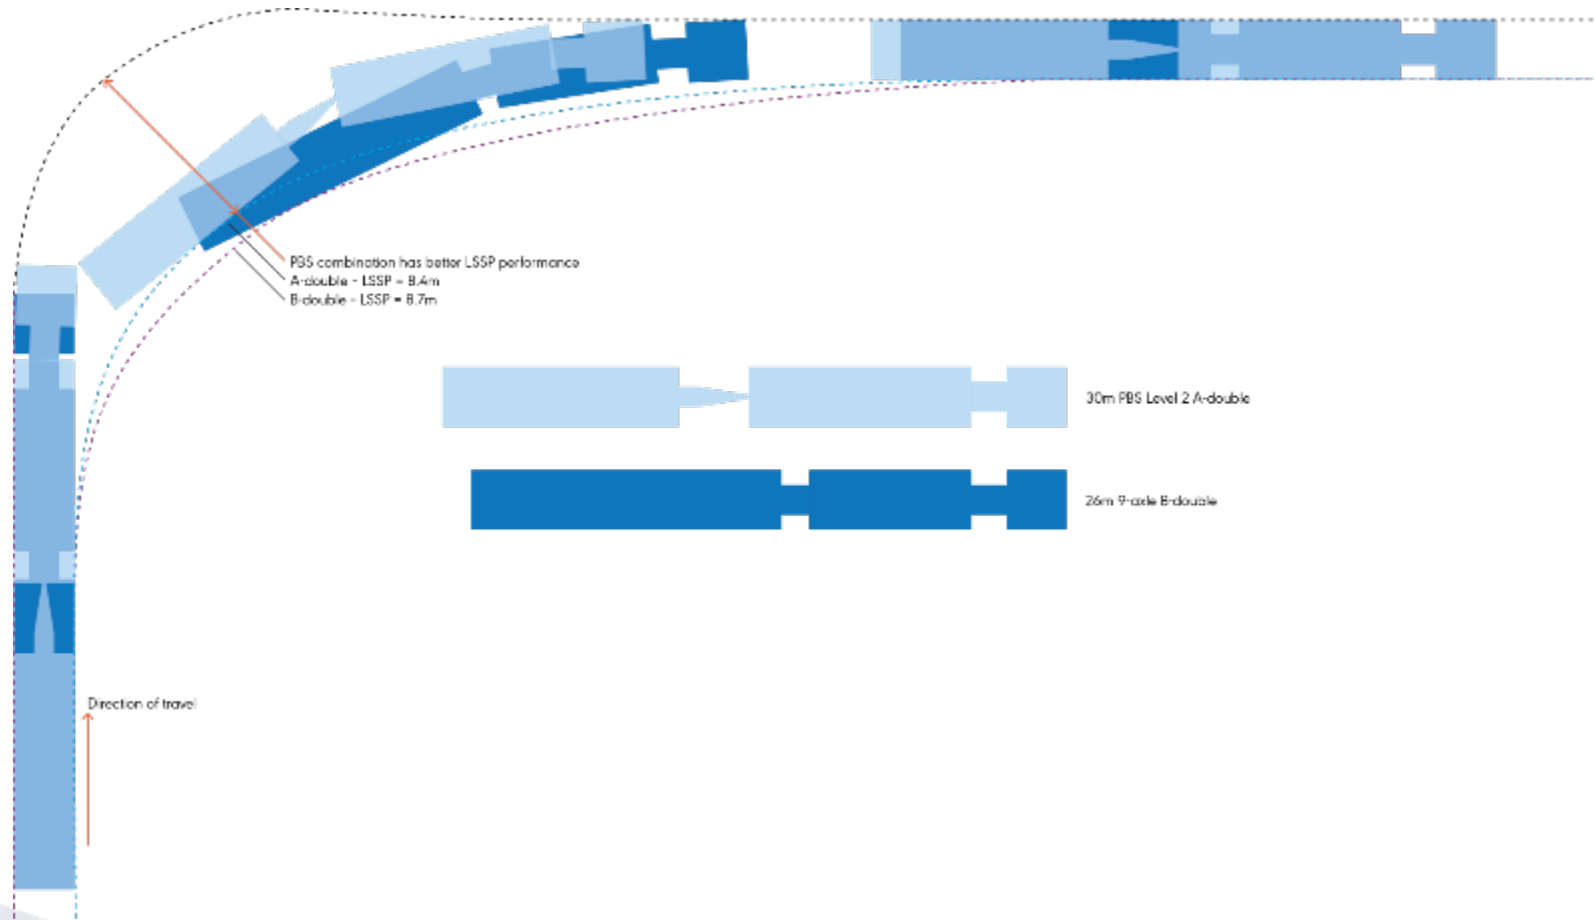 PBS combination has better LSSP performance
A-double - LSSP = 8.4m
B-double - LSSP = 8.7m
30m PBS Level 2 A-double
26m 9-axle B-double
Direction of travel